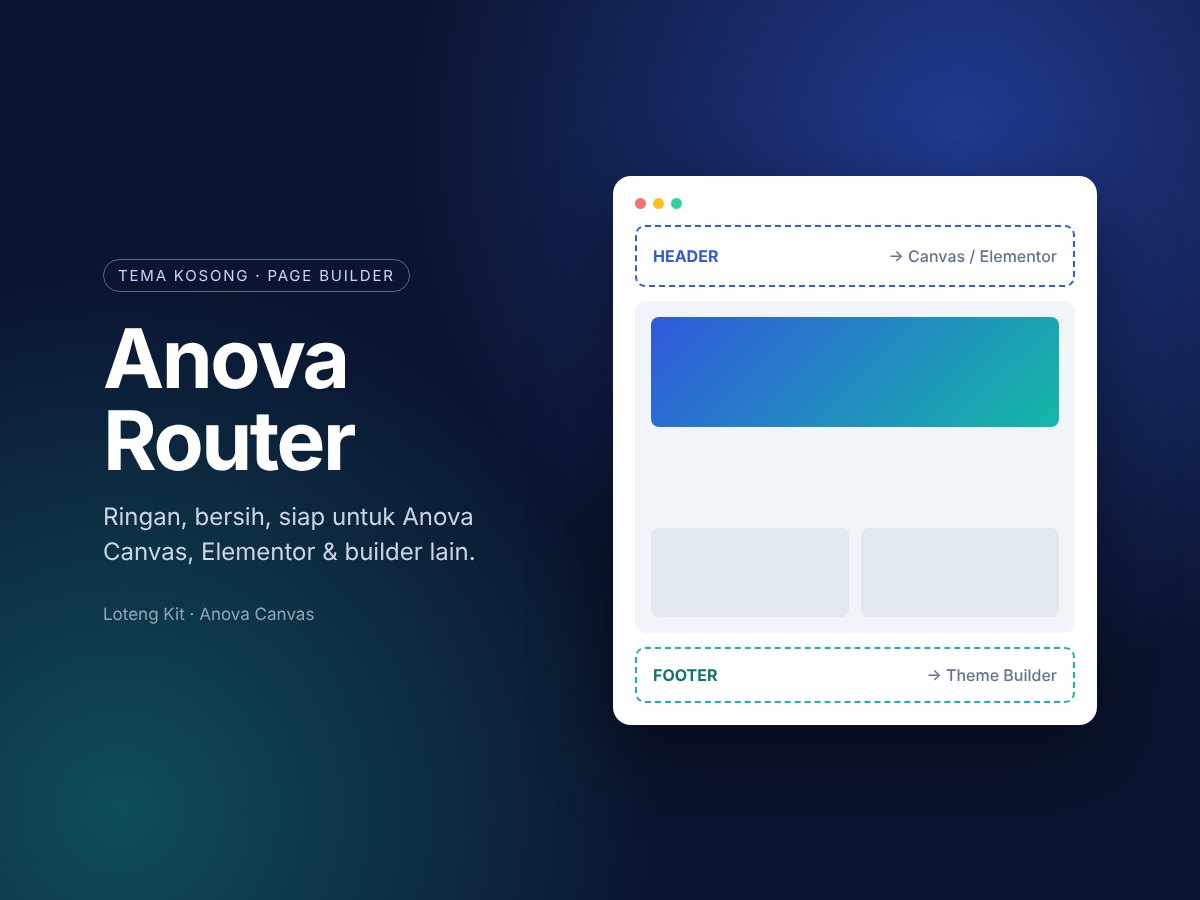 TEMA KOSONG · PAGE BUILDER
Anova
Router
Ringan, bersih, siap untuk Anova
Canvas, Elementor & builder lain.
Loteng Kit · Anova Canvas
HEADER → Canvas / Elementor
FOOTER → Theme Builder